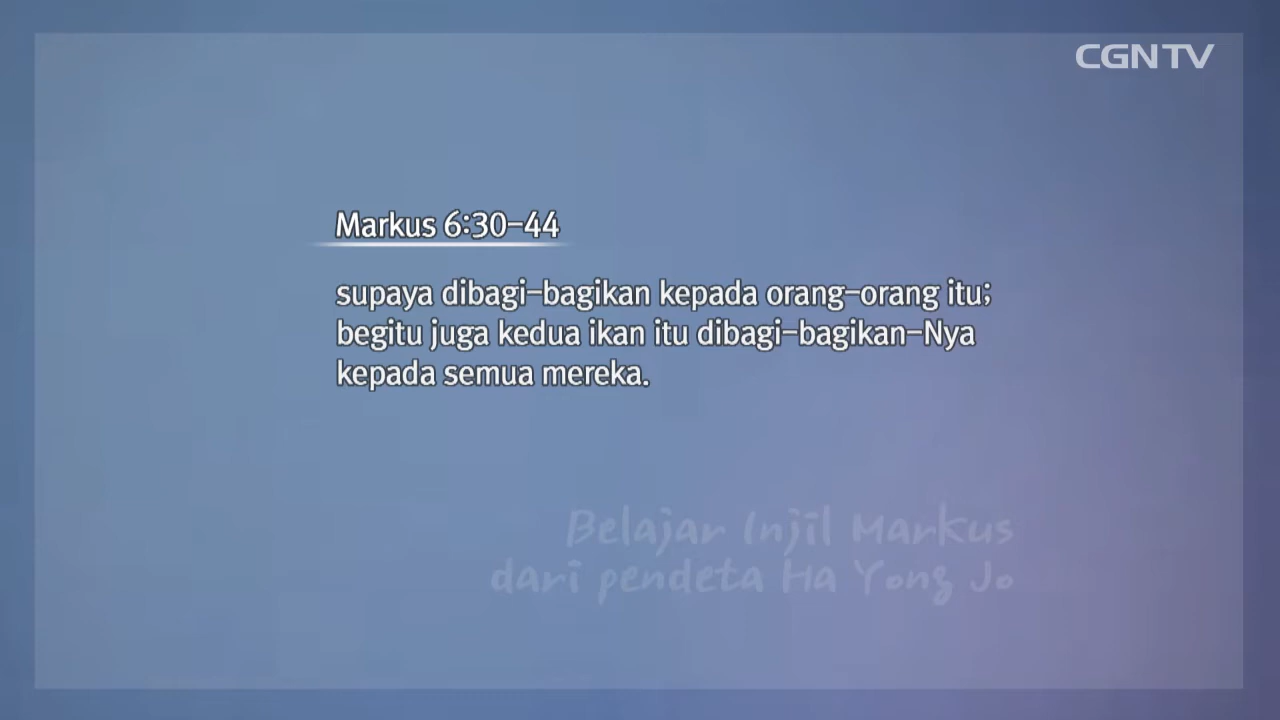 CGNTV
Markus 6:30-44
supaya dibagi-bagikan kepada orang-orang itu;
begitu juga kedua ikan itu dibagi-bagikan-Nya
kepada semua mereka.
Belajar Injil Markus
dari pendeta Ha Yong Jo